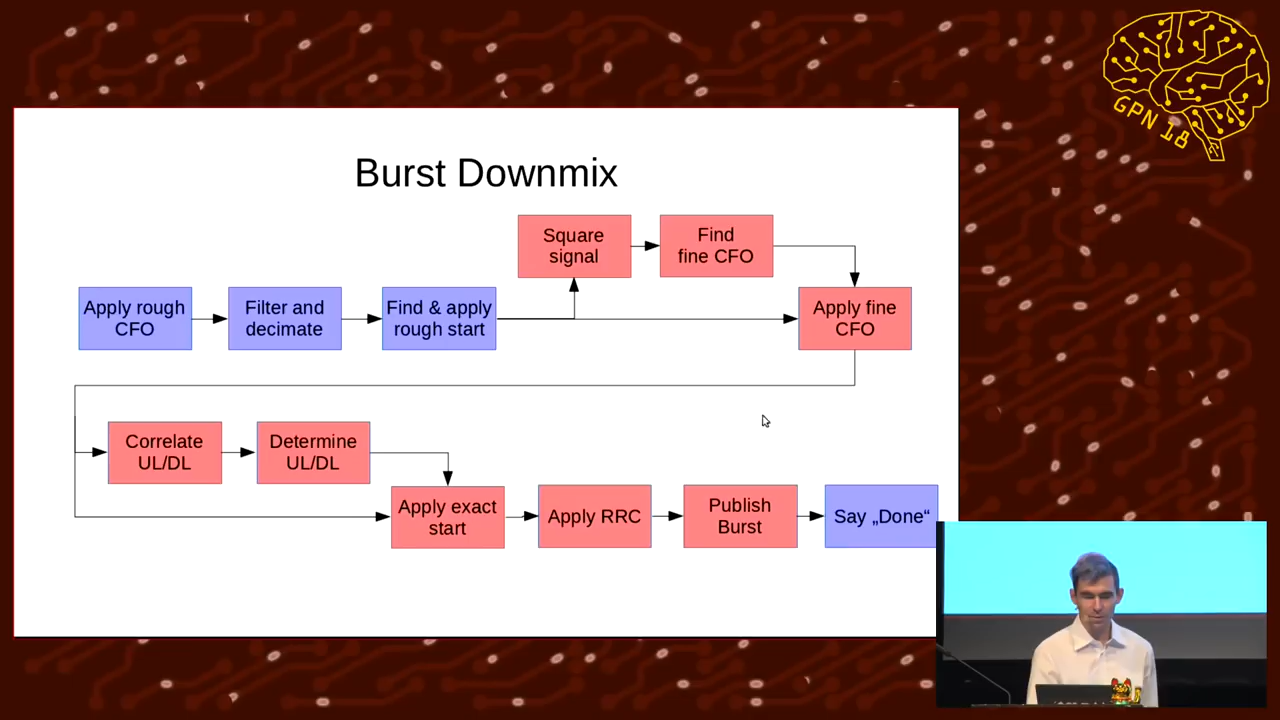 GPN 18
Burst Downmix
Square
signal
Find
fine CFO
Apply rough
CFO
Filter and
decimate
Find & apply
rough start
Apply fine
CFO
Correlate
UL/DL
Determine
UL/DL
Apply exact
start
Apply RRC
Publish
Burst
Say „Done“